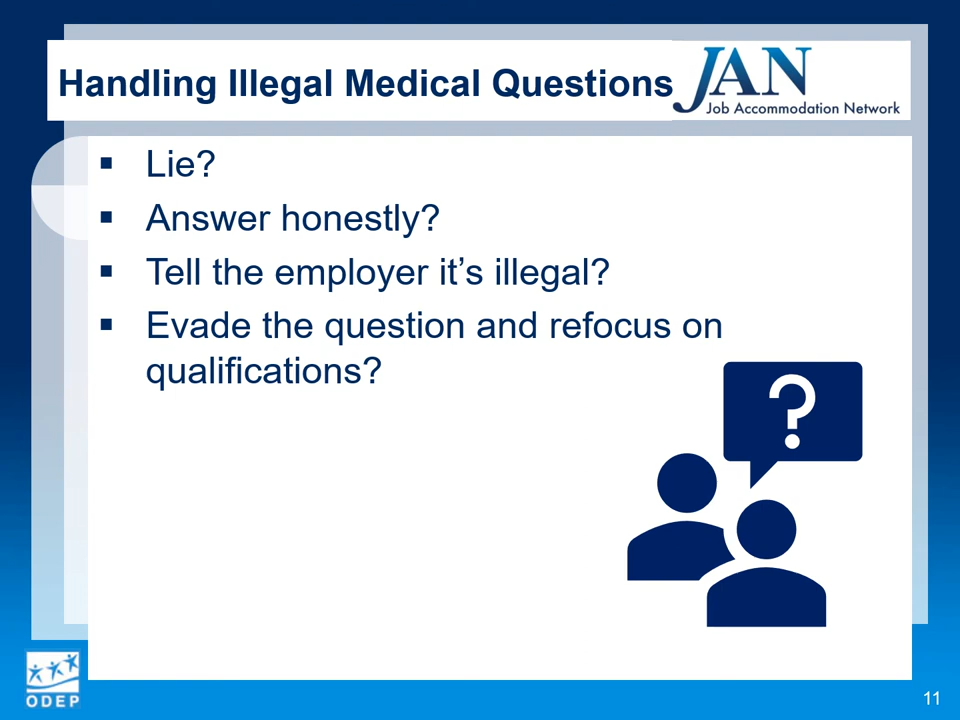 Handling Illegal Medical Questions
JAN
Job Accommodation Network
▪ Lie?
▪ Answer honestly?
▪ Tell the employer it’s illegal?
▪ Evade the question and refocus on
qualifications?
?
ODEP
11